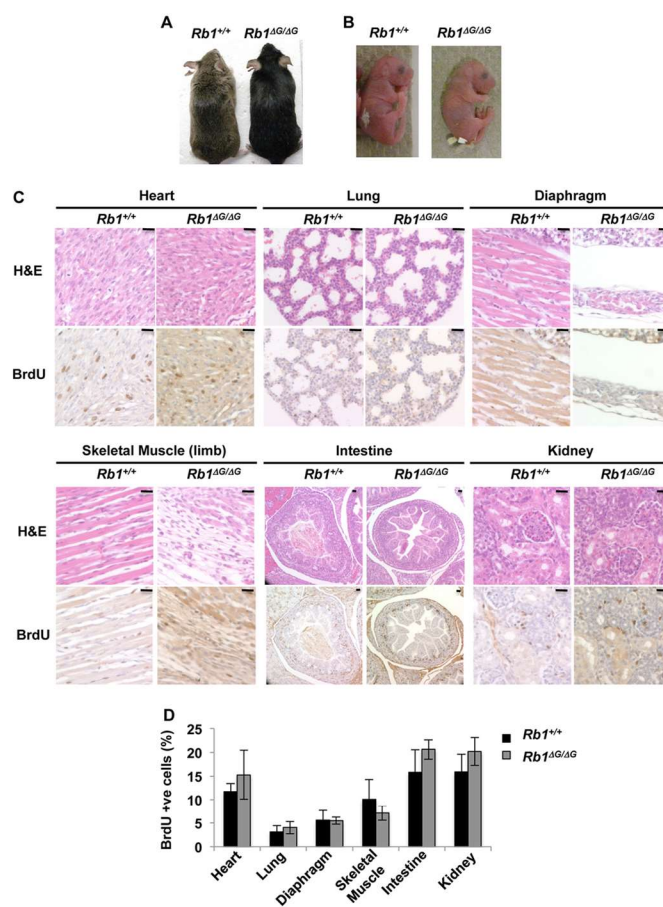 A Rb1+/+ Rb1ΔG/ΔG
B Rb1+/+ Rb1ΔG/ΔG
C Heart Lung Diaphragm
Rb1+/+ Rb1ΔG/ΔG Rb1+/+ Rb1ΔG/ΔG Rb1+/+ Rb1ΔG/ΔG
H&E
BrdU
Skeletal Muscle (limb) Intestine Kidney
Rb1+/+ Rb1ΔG/ΔG Rb1+/+ Rb1ΔG/ΔG Rb1+/+ Rb1ΔG/ΔG
H&E
BrdU
D
BrdU +ve cells (%)
25
20
15
10
5
0
Rb1+/+
Rb1ΔG/ΔG
Heart
Lung
Diaphragm
Skeletal
Muscle
Intestine
Kidney